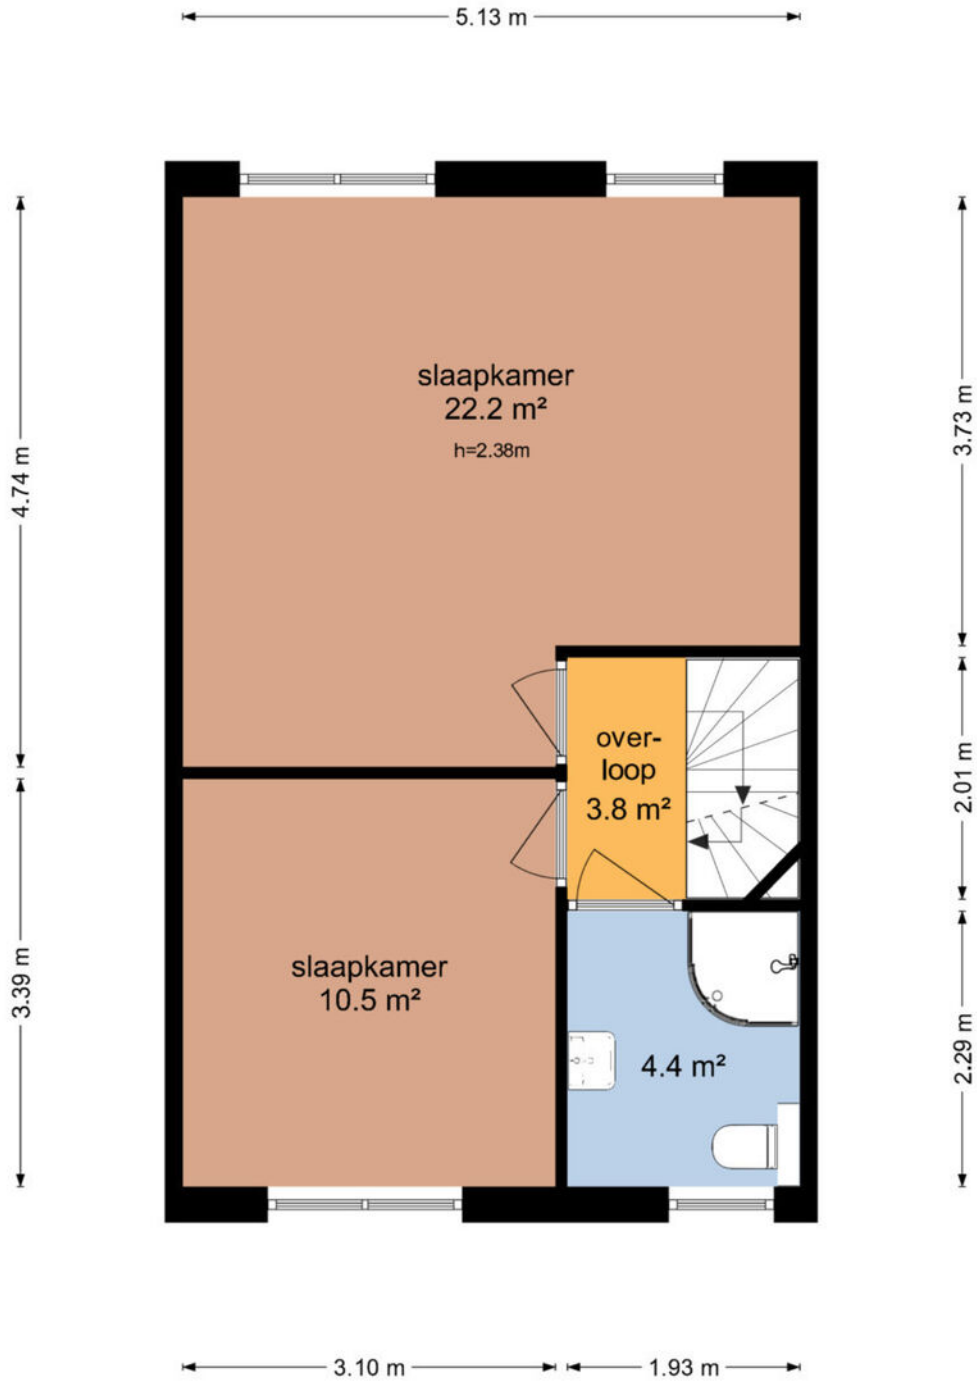 5.13 m
slaapkamer
22.2 m²
h=2.38m
4.74 m
3.73 m
over-
loop
3.8 m²
2.01 m
slaapkamer
10.5 m²
3.39 m
4.4 m²
2.29 m
3.10 m
1.93 m